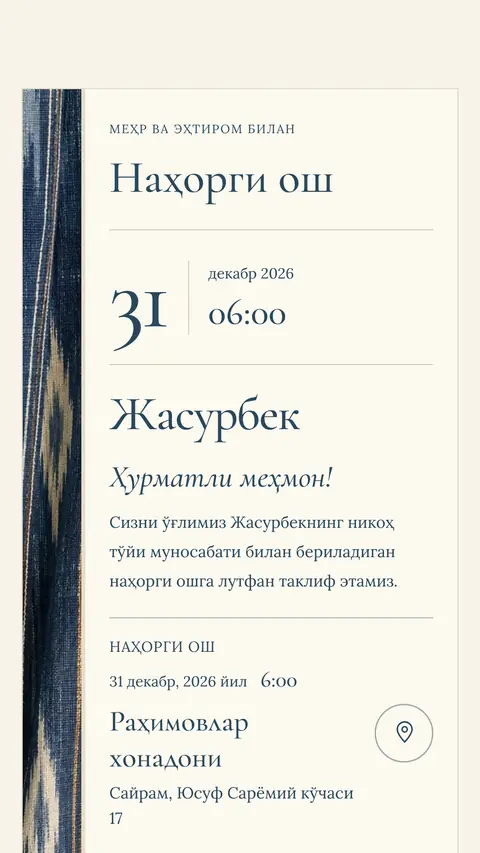 МЕҲР ВА ЭҲТИРОМ БИЛАН
Наҳорги ош
31
декабр 2026
06:00
Жасурбек
Ҳурматли меҳмон!
Сизни ўғлимиз Жасурбекнинг никоҳ
тўйи муносабати билан бериладиган
наҳорги ошга лутфан таклиф этамиз.
НАҲОРГИ ОШ
31 декабр, 2026 йил 6:00
Раҳимовлар
хонадони
Сайрам, Юсуф Сарёмий кўчаси
17